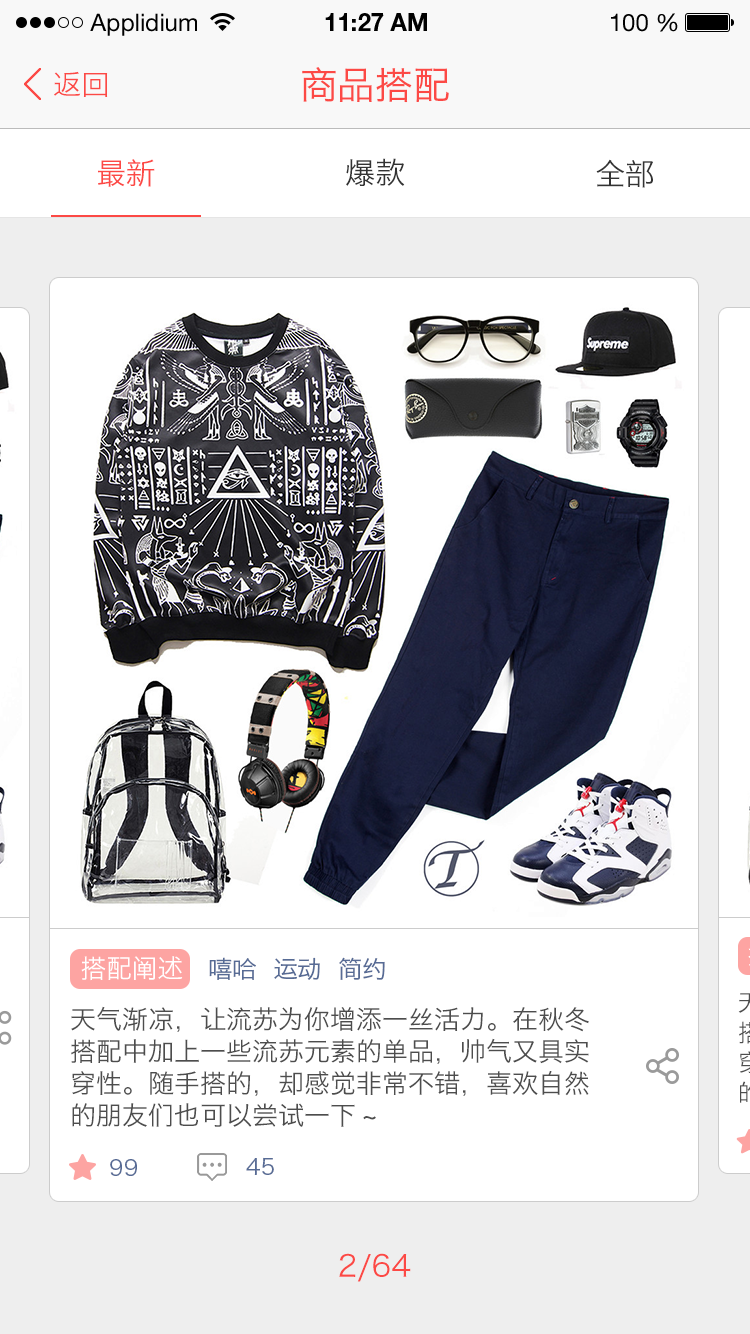 Applidium 11:27 AM 100 %
返回 商品搭配
最新 爆款 全部
Supreme
搭配阐述 嘻哈 运动 简约
天气渐凉，让流苏为你增添一丝活力。在秋冬
搭配中加上一些流苏元素的单品，帅气又具实
穿性。随手搭的，却感觉非常不错，喜欢自然
的朋友们也可以尝试一下 ~
99 45
2/64